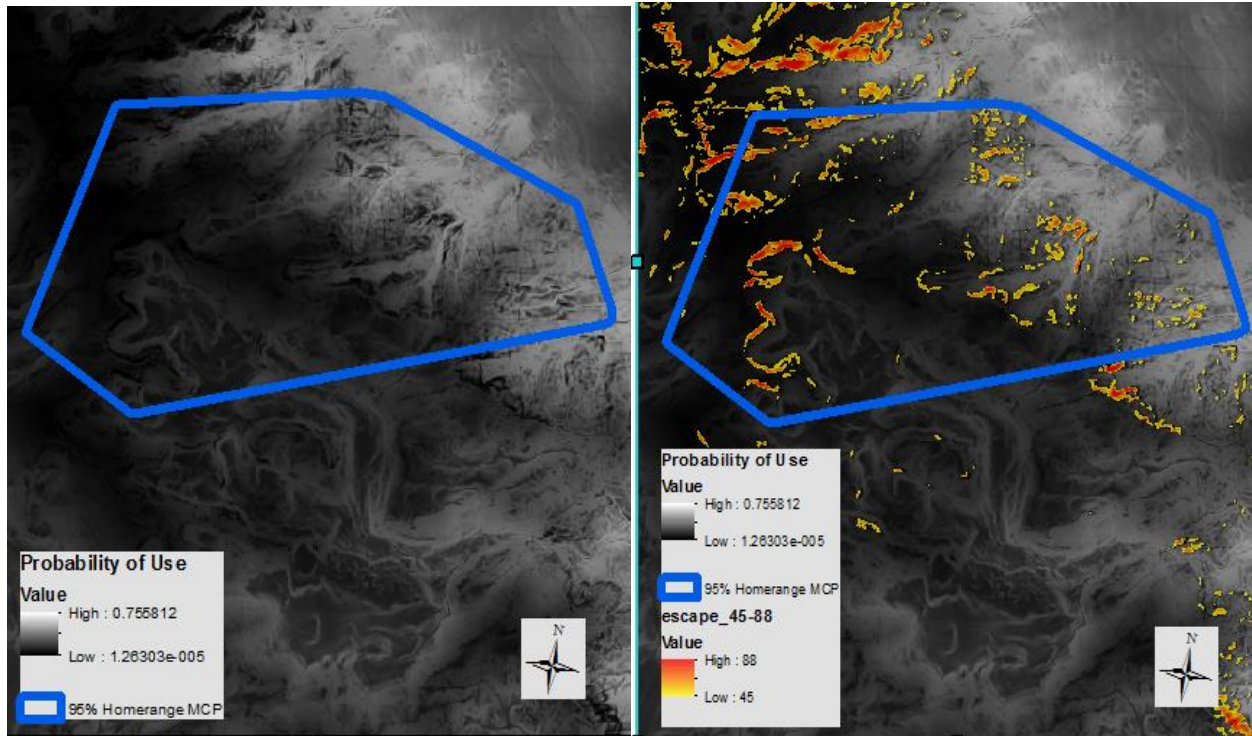 Probability of Use
Value
High : 0.755812
Low : 1.26303e-005
95% Homerange MCP
N
Probability of Use
Value
High : 0.755812
Low : 1.26303e-005
95% Homerange MCP
escape_45-88
Value
High : 88
Low : 45
N